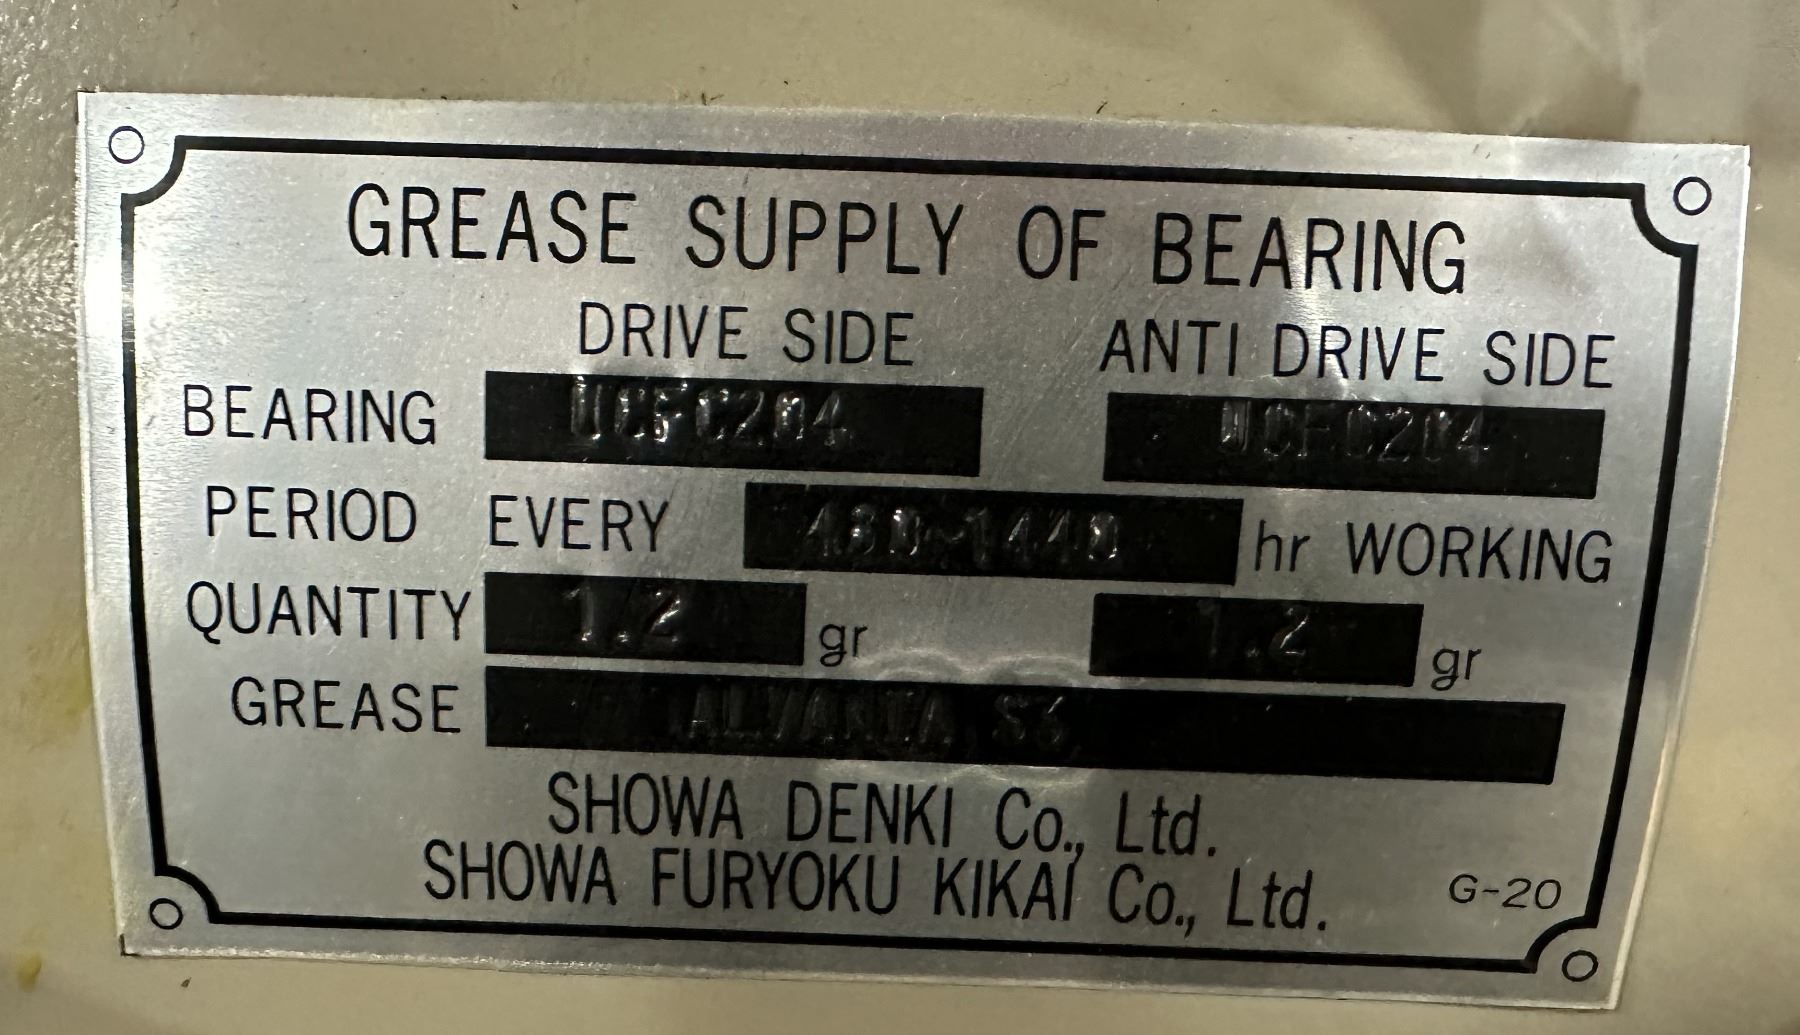 GREASE SUPPLY OF BEARING
DRIVE SIDE ANTI DRIVE SIDE
BEARING UCFC204 UCFC204
PERIOD EVERY 480~1440 hr WORKING
QUANTITY 1.2 gr 1.2 gr
GREASE ALVANIA S3
SHOWA DENKI Co., Ltd.
SHOWA FURYOKU KIKAI Co., Ltd. G-20